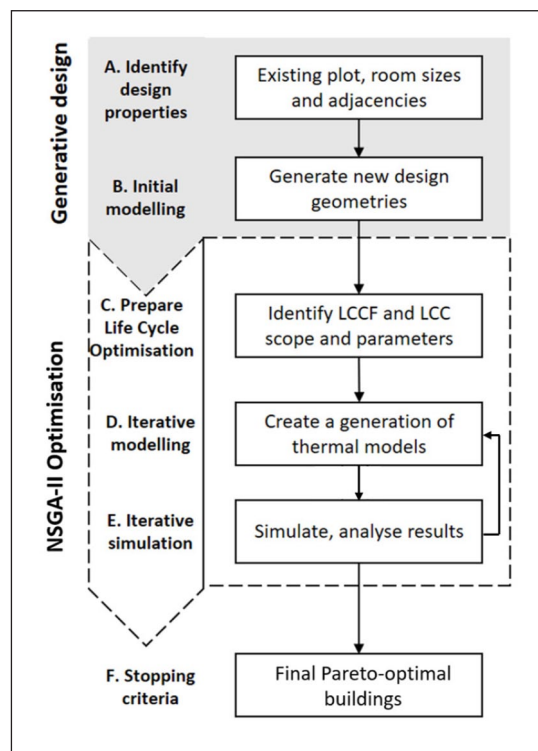 Generative design
A. Identify
design
properties
Existing plot, room sizes
and adjacencies
B. Initial
modelling
Generate new design
geometries
NSGA-II Optimisation
C. Prepare
Life Cycle
Optimisation
Identify LCCF and LCC
scope and parameters
D. Iterative
modelling
Create a generation of
thermal models
E. Iterative
simulation
Simulate, analyse results
F. Stopping
criteria
Final Pareto-optimal
buildings